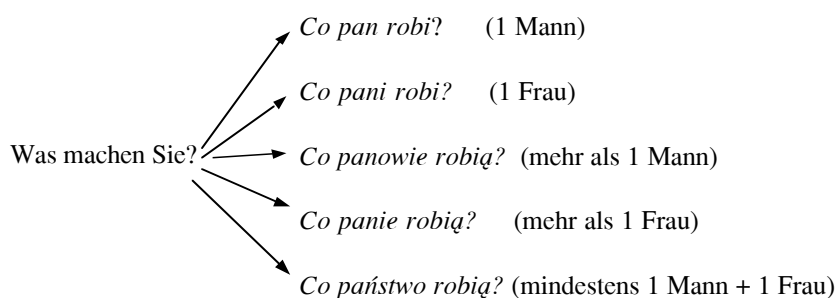 Co pan robi? (1 Mann)
Co pani robi? (1 Frau)
Was machen Sie? Co panowie robią? (mehr als 1 Mann)
Co panie robią? (mehr als 1 Frau)
Co państwo robią? (mindestens 1 Mann + 1 Frau)